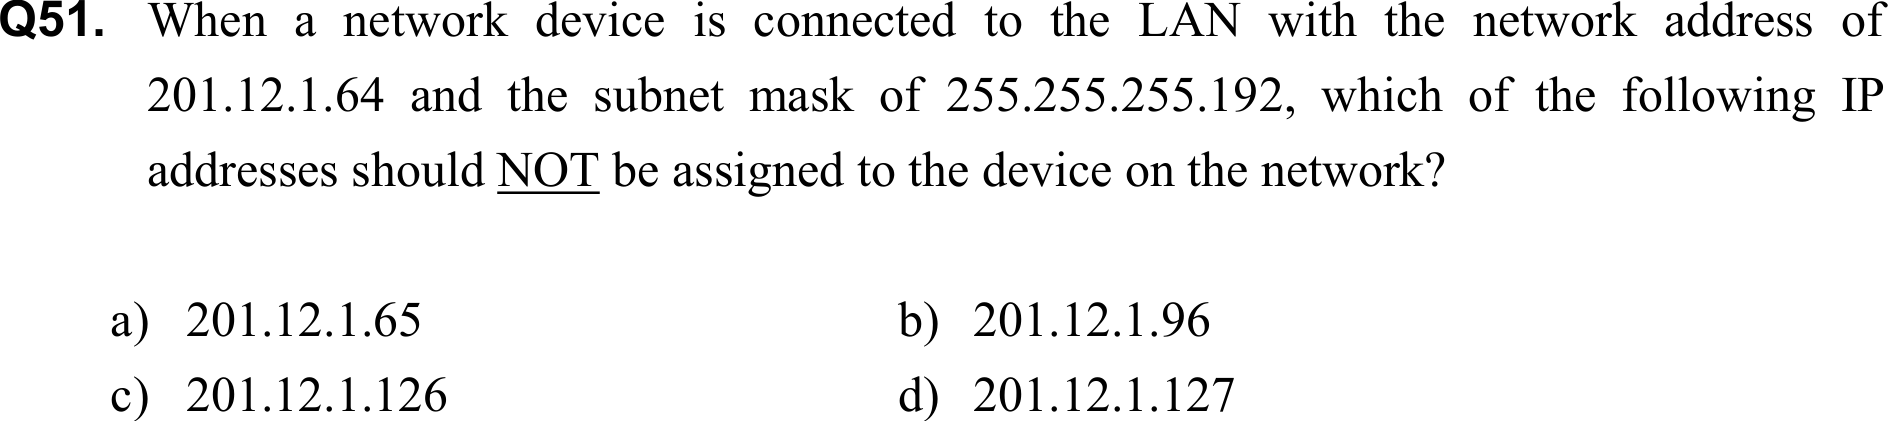 Q51. When a network device is connected to the LAN with the network address of
201.12.1.64 and the subnet mask of 255.255.255.192, which of the following IP
addresses should NOT be assigned to the device on the network?
a) 201.12.1.65 b) 201.12.1.96
c) 201.12.1.126 d) 201.12.1.127